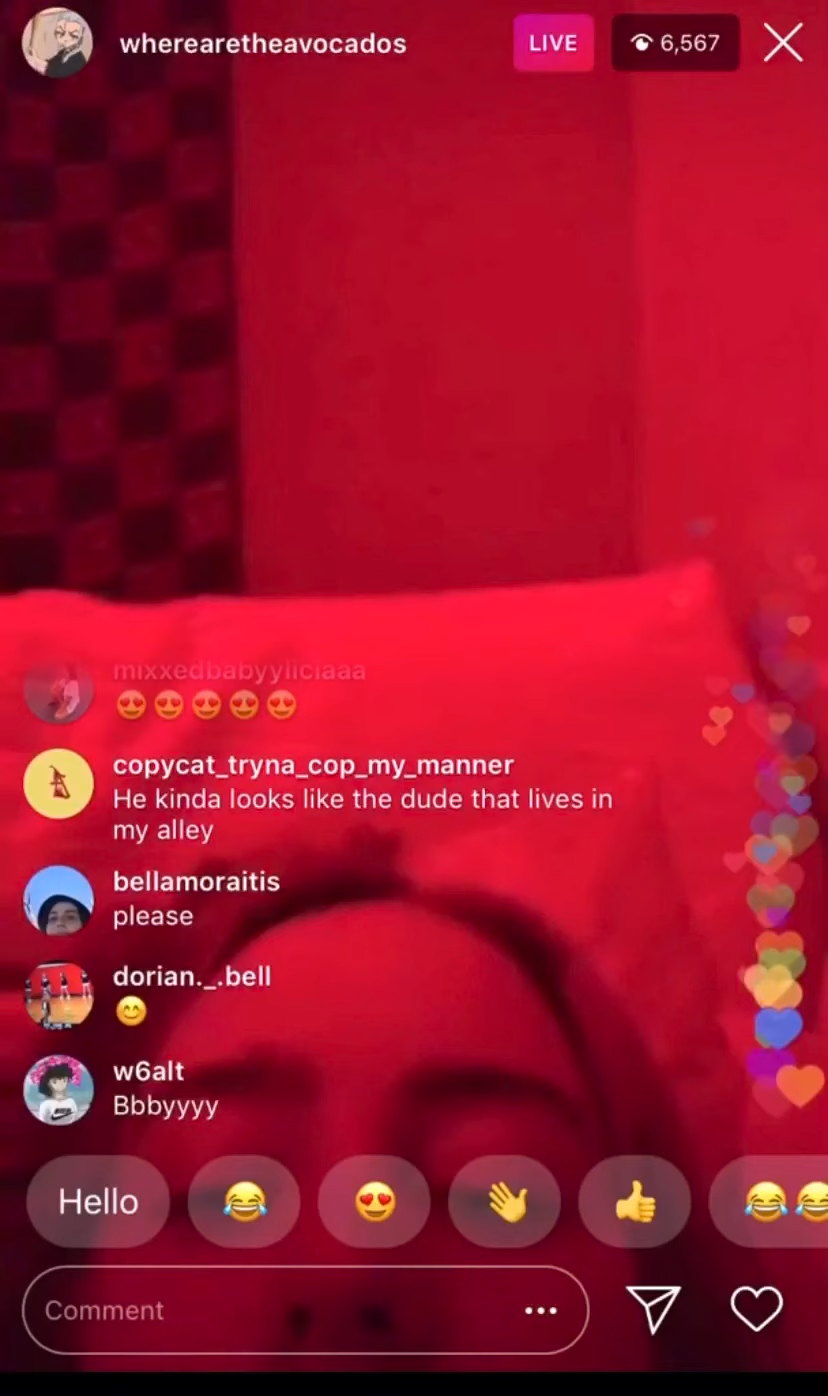 wherearetheavocados
LIVE
6,567
mixxedbabyyliciaaa
😍😍😍😍😍
copycat_tryna_cop_my_manner
He kinda looks like the dude that lives in
my alley
bellamoraitis
please
dorian._.bell
😊
w6alt
Bbbyyyy
Hello 😂 😍 👋 👍 😂😂
Comment